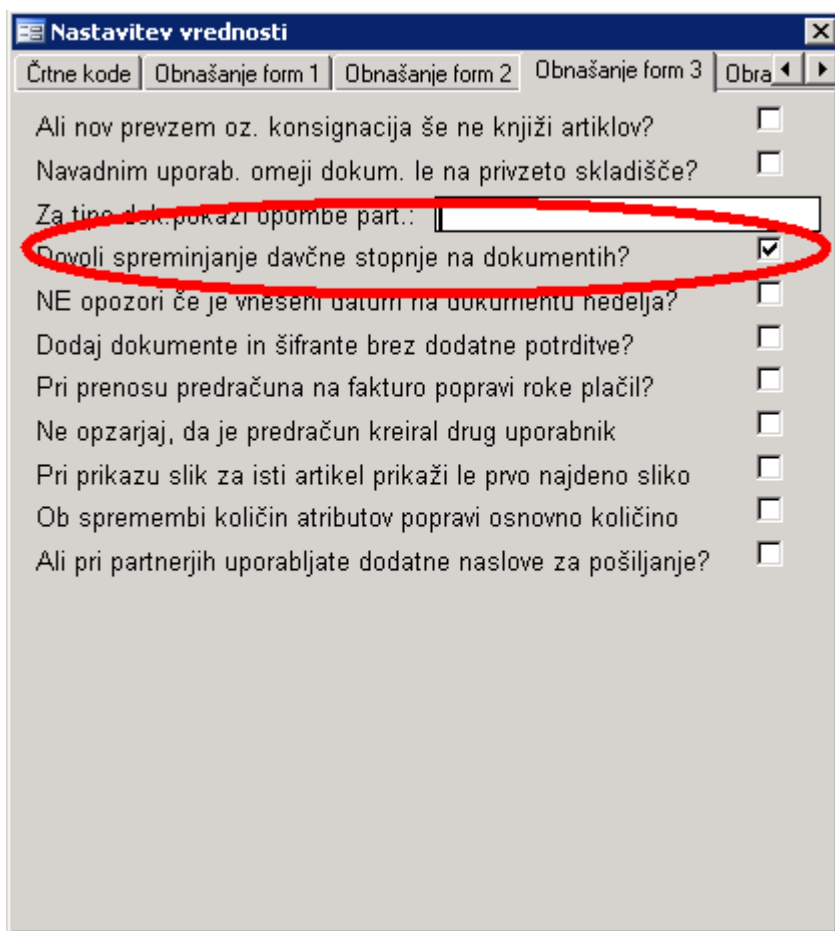 Nastavitev vrednosti
Črtne kode Obnašanje form 1 Obnašanje form 2 Obnašanje form 3 Obra
Ali nov prevzem oz. konsignacija še ne knjiži artiklov?
Navadnim uporab. omeji dokum. le na privzeto skladišče?
Za tipe dok.pokaži opombe part.:
Dovoli spreminjanje davčne stopnje na dokumentih?
NE opozori če je vnešeni datum na dokumentu nedelja?
Dodaj dokumente in šifrante brez dodatne potrditve?
Pri prenosu predračuna na fakturo popravi roke plačil?
Ne opzarjaj, da je predračun kreiral drug uporabnik
Pri prikazu slik za isti artikel prikaži le prvo najdeno sliko
Ob spremembi količin atributov popravi osnovno količino
Ali pri partnerjih uporabljate dodatne naslove za pošiljanje?